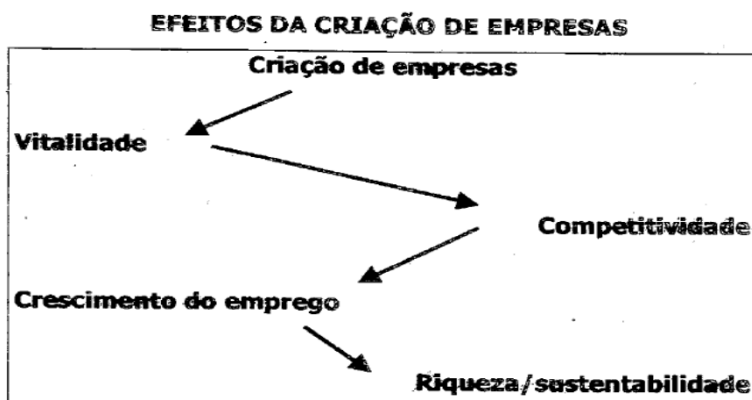 EFEITOS DA CRIAÇÃO DE EMPRESAS
Criação de empresas
Vitalidade
Competitividade
Crescimento do emprego
Riqueza/sustentabilidade